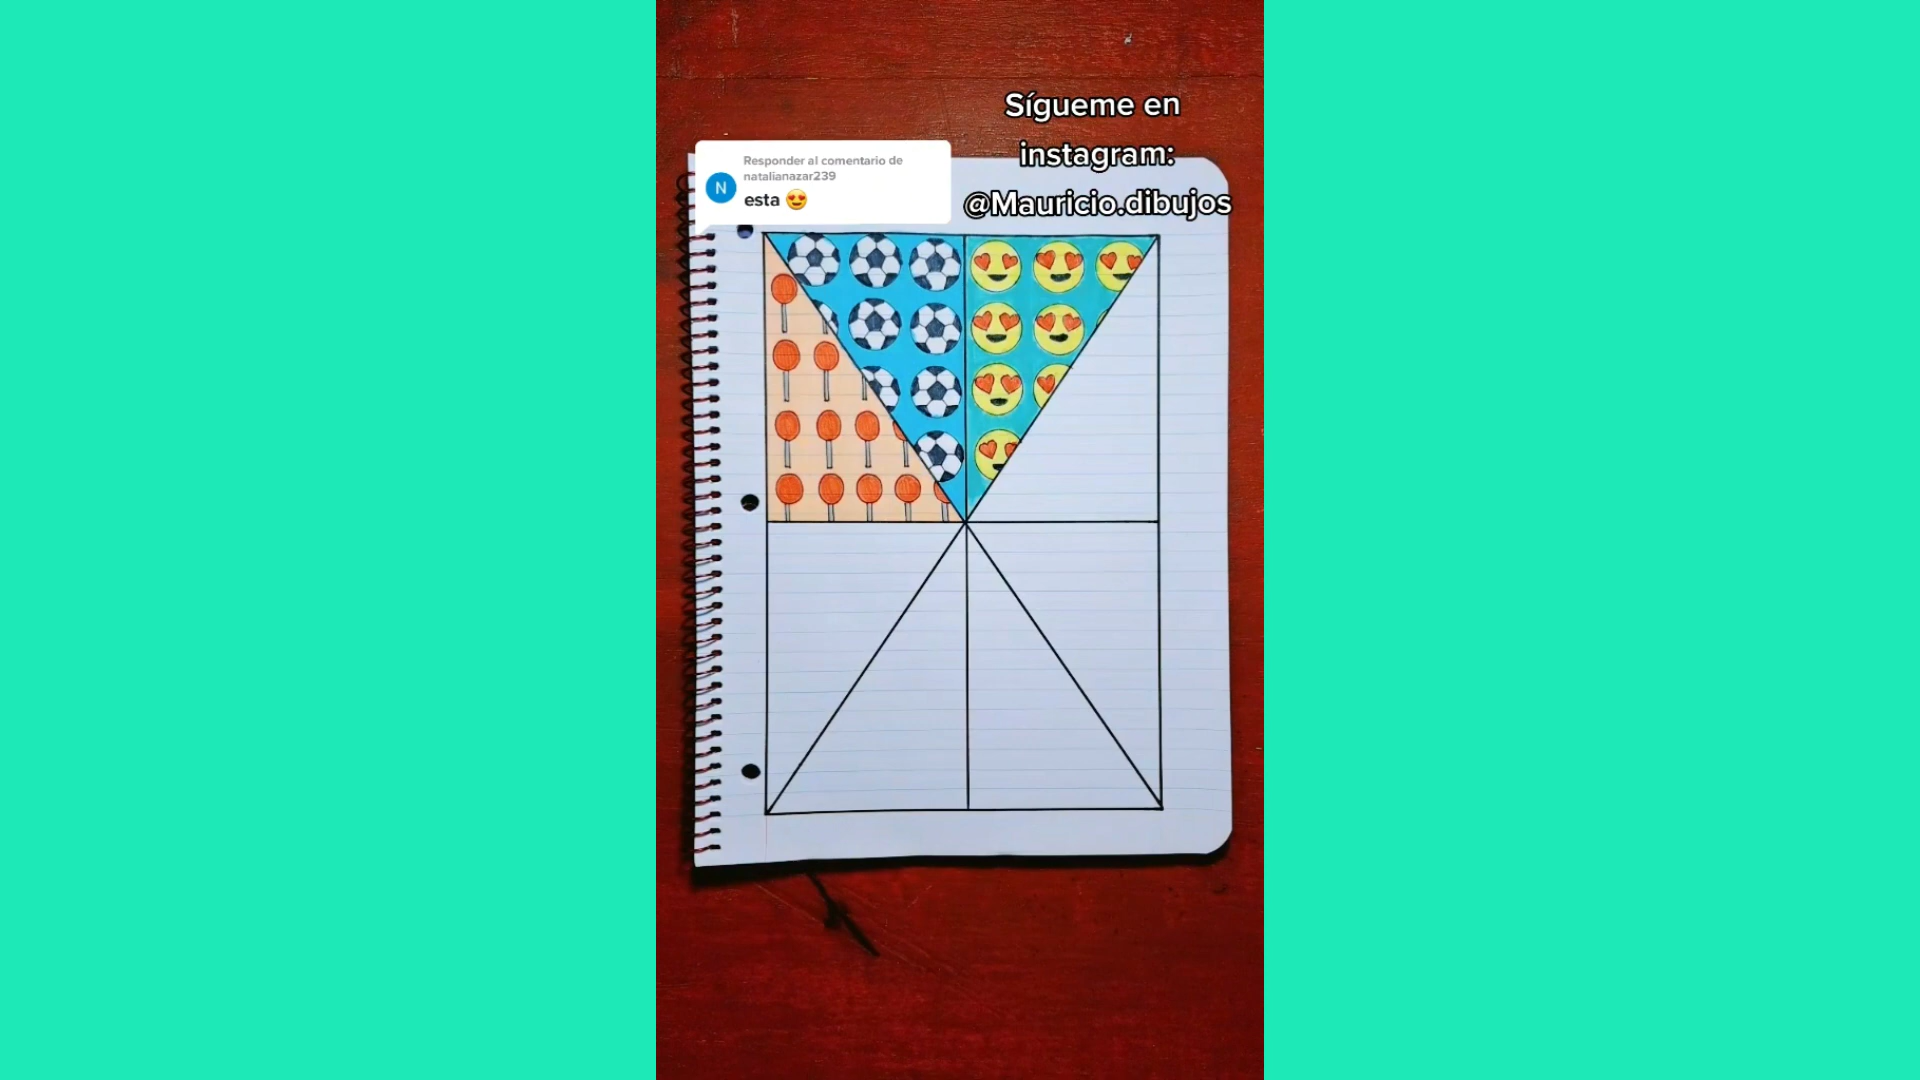 Sígueme en
instagram:
@Mauricio.dibujos
Responder al comentario de
natalianazar239
N
esta 😍